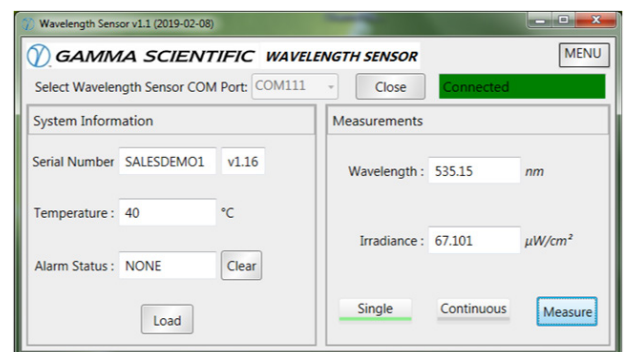 Wavelength Sensor v1.1 (2019-02-08)
GAMMA SCIENTIFIC WAVELENGTH SENSOR
MENU
Select Wavelength Sensor COM Port: COM111 Close Connected
System Information
Serial Number SALESDEMO1 v1.16
Temperature : 40 °C
Alarm Status : NONE Clear
Load
Measurements
Wavelength : 535.15 nm
Irradiance : 67.101 µW/cm²
Single Continuous Measure